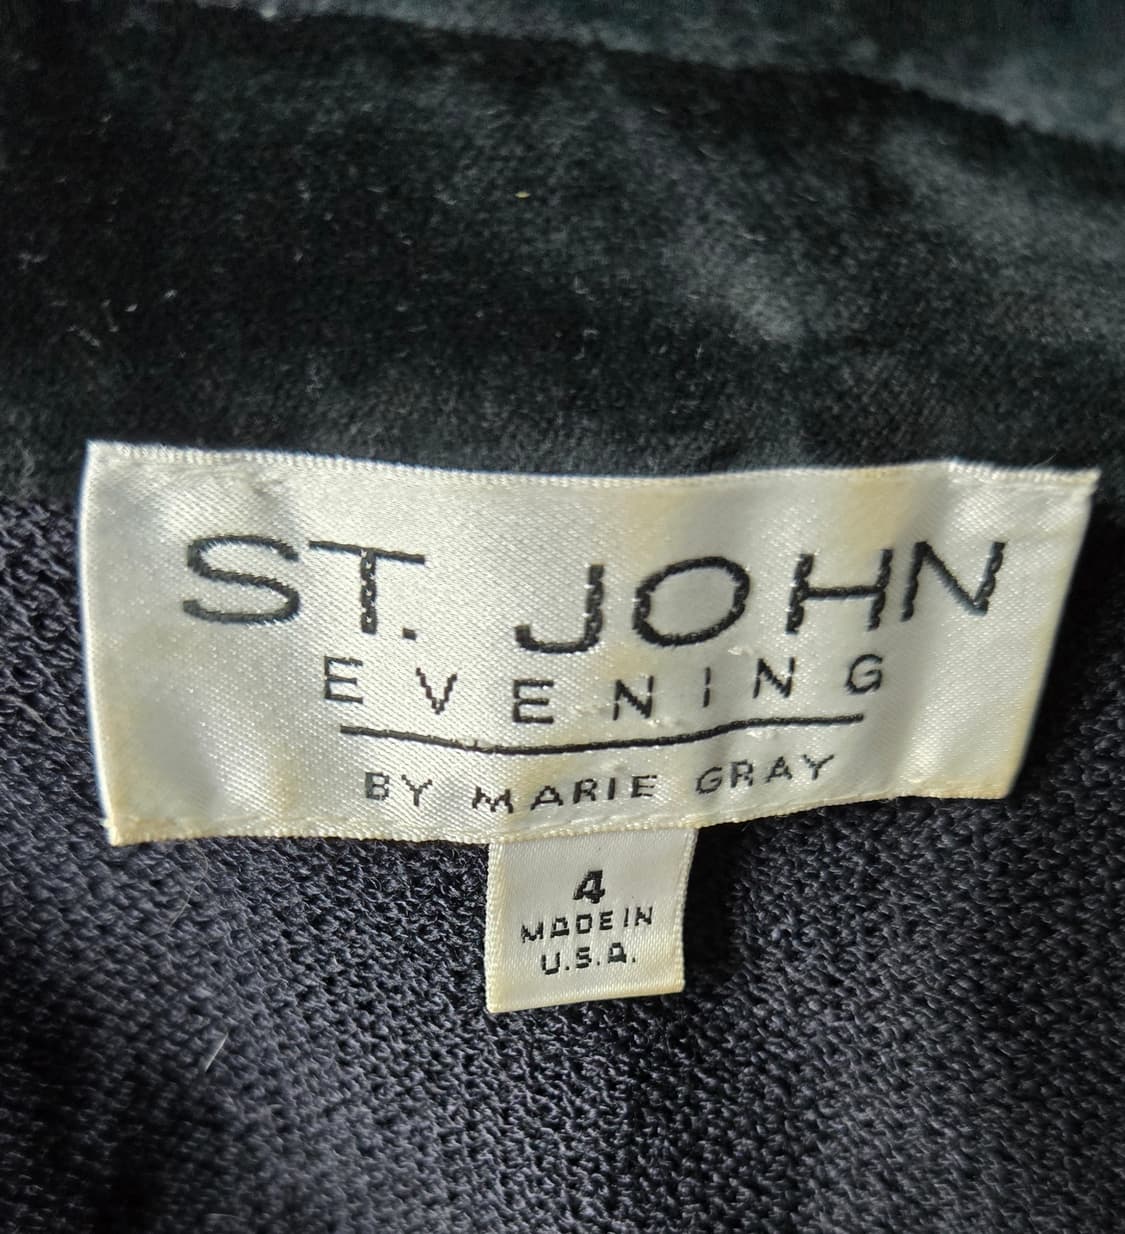 ST. JOHN
EVENING
BY MARIE GRAY
4
MADE IN
U.S.A.